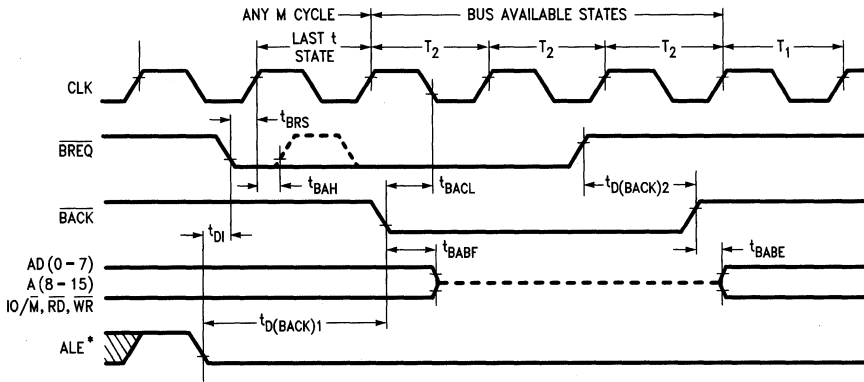 ANY M CYCLE
BUS AVAILABLE STATES
LAST t
STATE
T2
T2
T2
T1
CLK
tBRS
BREQ
tBAH
tBACL
tD(BACK)2
BACK
tDI
tBABF
tBABE
AD (0-7)
A (8-15)
IO/M, RD, WR
tD(BACK)1
ALE*